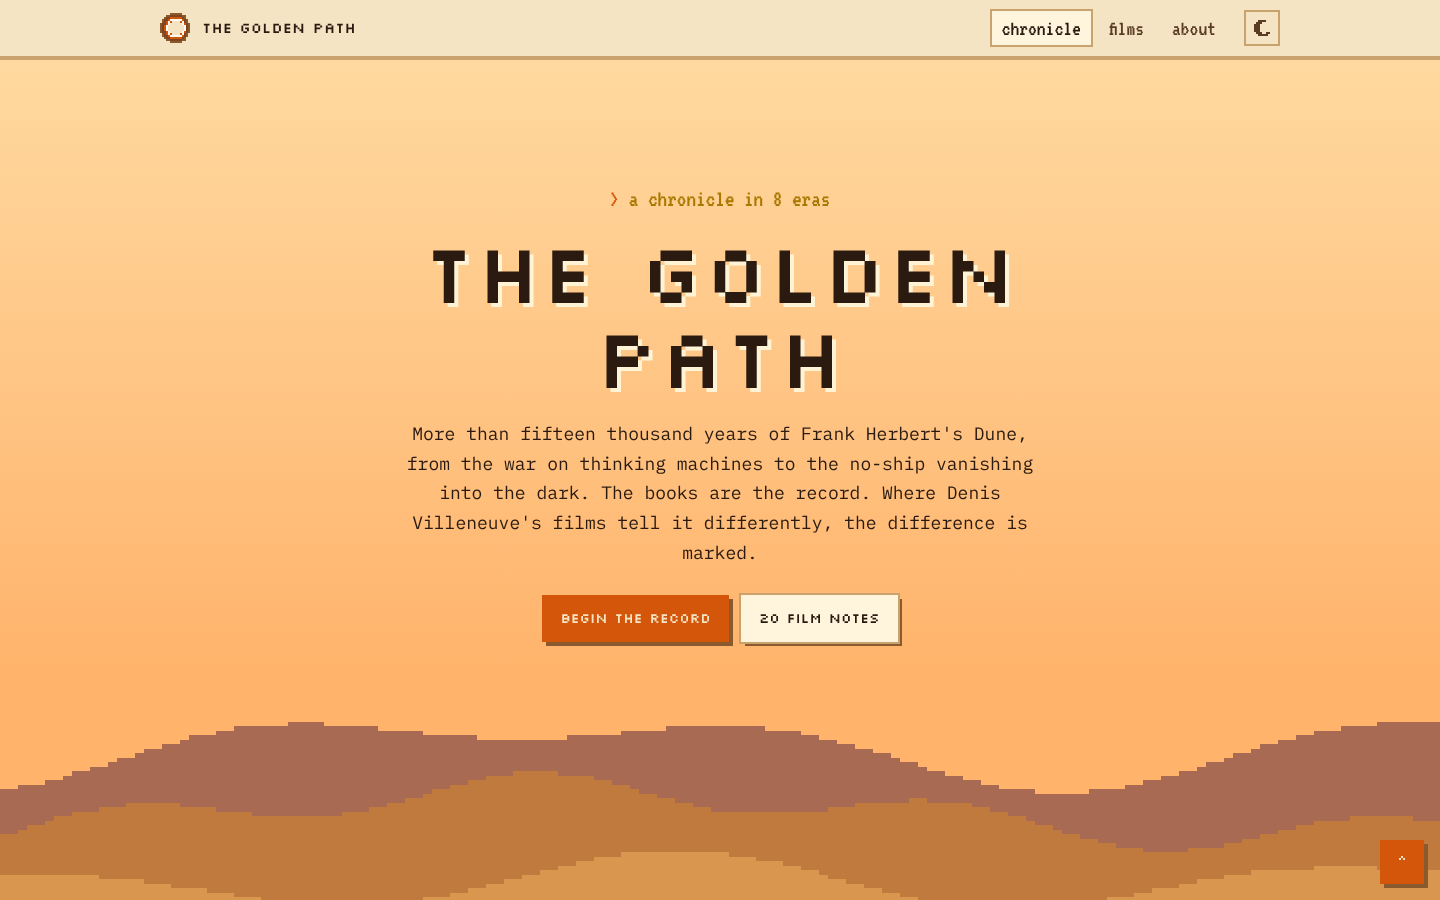 THE GOLDEN PATH
chronicle
films
about
> a chronicle in 8 eras
THE GOLDEN
PATH
More than fifteen thousand years of Frank Herbert's Dune,
from the war on thinking machines to the no-ship vanishing
into the dark. The books are the record. Where Denis
Villeneuve's films tell it differently, the difference is
marked.
BEGIN THE RECORD
20 FILM NOTES
^